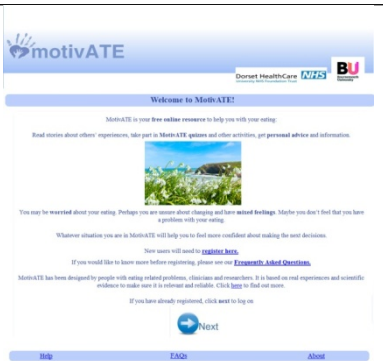 motivATE
Dorset HealthCare NHS
University NHS Foundation Trust
BU
Bournemouth
University
Welcome to MotivATE!
MotivATE is your free online resource to help you with your eating.
Read stories about others' experiences, take part in MotivATE quizzes and other activities, get personal advice and information.
You may be worried about your eating. Perhaps you are unsure about changing and have mixed feelings. Maybe you don't feel that you have
a problem with your eating.
Whatever situation you are in MotivATE will help you to feel more confident about making the next decisions.
New users will need to register here.
If you would like to know more before registering, please see our Frequently Asked Questions.
MotivATE has been designed by people with eating related problems, clinicians and researchers. It is based on real experiences and scientific
evidence to make sure it is relevant and reliable. Click here to find out more.
If you have already registered, click next to log on
Next
Help FAQs About